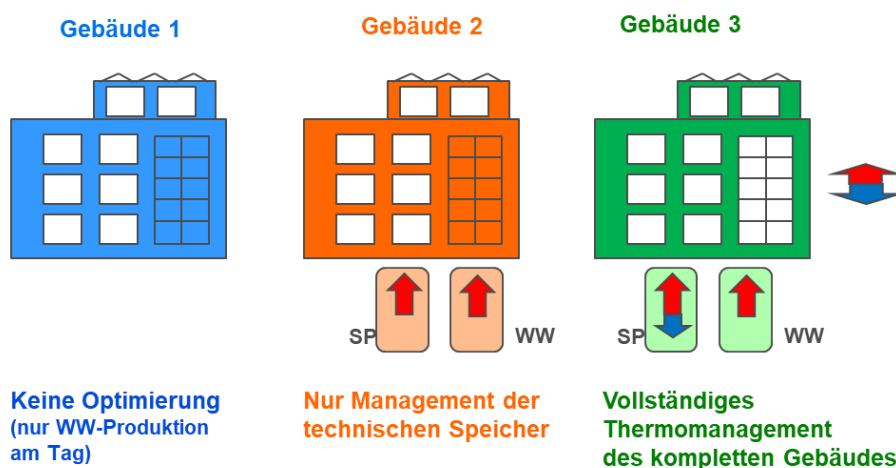 Gebäude 1
Gebäude 2
Gebäude 3
SP
WW
SP
WW
Keine Optimierung
(nur WW-Produktion
am Tag)
Nur Management der
technischen Speicher
Vollständiges
Thermomanagement
des kompletten Gebäudes